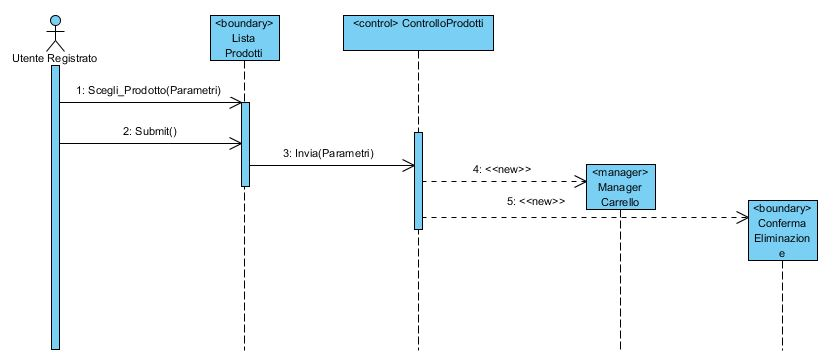 Utente Registrato
<boundary>
Lista
Prodotti
<control> ControlloProdotti
1: Scegli_Prodotto(Parametri)
2: Submit()
3: Invia(Parametri)
4: <<new>>
<manager>
Manager
Carrello
5: <<new>>
<boundary>
Conferma
Eliminazion
e